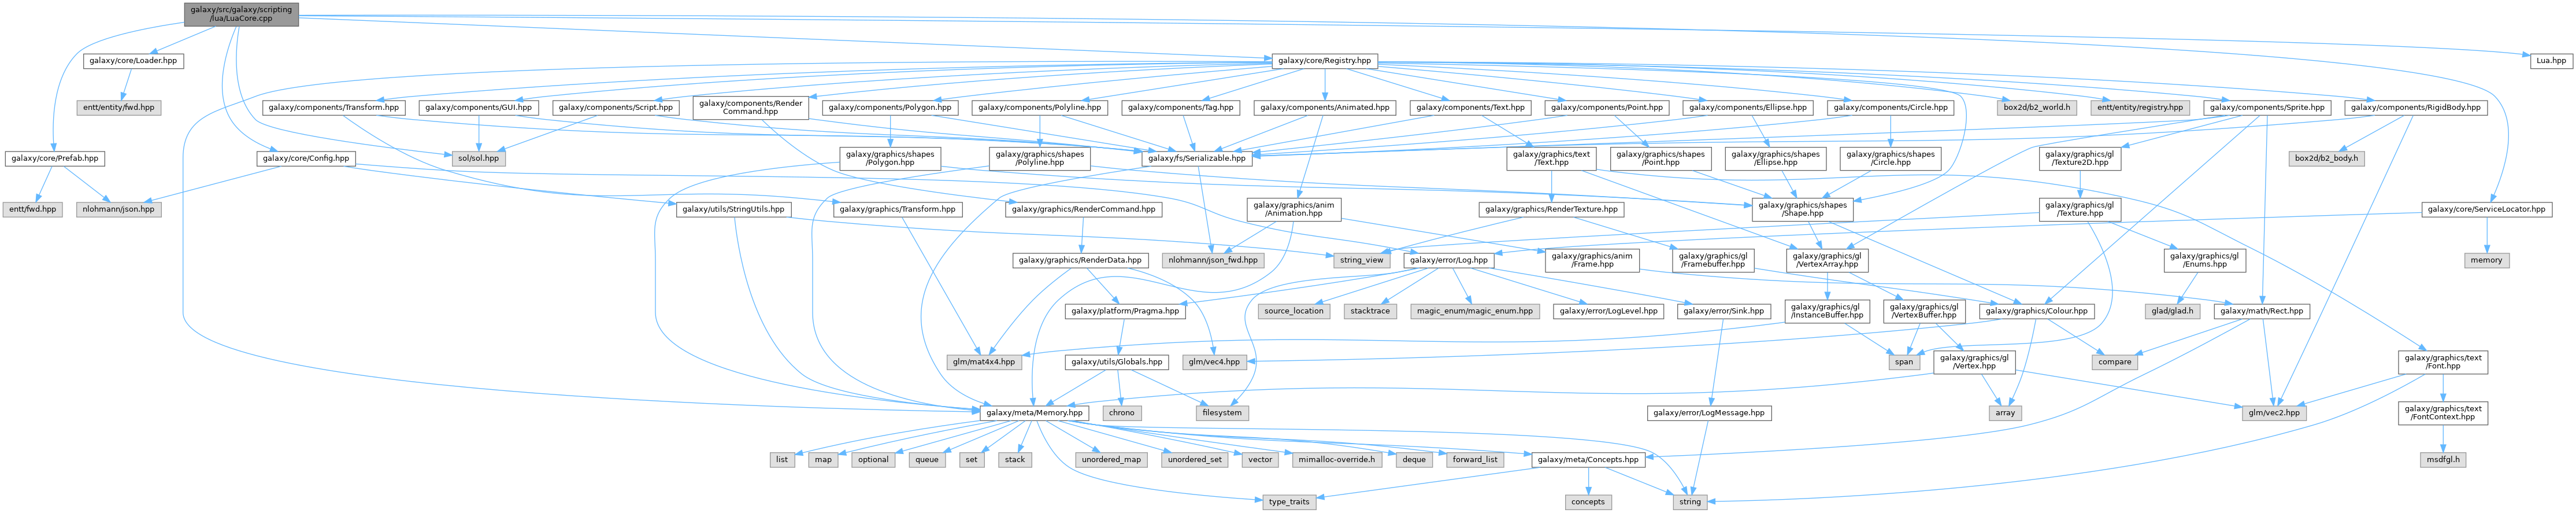 galaxy/src/galaxy/scripting
/lua/LuaCore.cpp
galaxy/core/Loader.hpp
galaxy/core/Registry.hpp
Lua.hpp
entt/entity/fwd.hpp
galaxy/components/Transform.hpp
galaxy/components/GUI.hpp
galaxy/components/Script.hpp
galaxy/components/Render
Command.hpp
galaxy/components/Polygon.hpp
galaxy/components/Polyline.hpp
galaxy/components/Tag.hpp
galaxy/components/Animated.hpp
galaxy/components/Text.hpp
galaxy/components/Point.hpp
galaxy/components/Ellipse.hpp
galaxy/components/Circle.hpp
box2d/b2_world.h
entt/entity/registry.hpp
galaxy/components/Sprite.hpp
galaxy/components/RigidBody.hpp
galaxy/core/Prefab.hpp
galaxy/core/Config.hpp
sol/sol.hpp
galaxy/graphics/shapes
/Polygon.hpp
galaxy/graphics/shapes
/Polyline.hpp
galaxy/fs/Serializable.hpp
galaxy/graphics/text
/Text.hpp
galaxy/graphics/shapes
/Point.hpp
galaxy/graphics/shapes
/Ellipse.hpp
galaxy/graphics/shapes
/Circle.hpp
galaxy/graphics/gl
/Texture2D.hpp
box2d/b2_body.h
entt/fwd.hpp
nlohmann/json.hpp
galaxy/utils/StringUtils.hpp
galaxy/graphics/Transform.hpp
galaxy/graphics/RenderCommand.hpp
galaxy/graphics/anim
/Animation.hpp
galaxy/graphics/RenderTexture.hpp
galaxy/graphics/shapes
/Shape.hpp
galaxy/graphics/gl
/Texture.hpp
galaxy/core/ServiceLocator.hpp
galaxy/graphics/RenderData.hpp
nlohmann/json_fwd.hpp
string_view
galaxy/error/Log.hpp
galaxy/graphics/anim
/Frame.hpp
galaxy/graphics/gl
/Framebuffer.hpp
galaxy/graphics/gl
/VertexArray.hpp
galaxy/graphics/gl
/Enums.hpp
memory
galaxy/platform/Pragma.hpp
source_location
stacktrace
magic_enum/magic_enum.hpp
galaxy/error/LogLevel.hpp
galaxy/error/Sink.hpp
galaxy/graphics/gl
/InstanceBuffer.hpp
galaxy/graphics/gl
/VertexBuffer.hpp
galaxy/graphics/Colour.hpp
glad/glad.h
galaxy/math/Rect.hpp
glm/mat4x4.hpp
galaxy/utils/Globals.hpp
glm/vec4.hpp
span
galaxy/graphics/gl
/Vertex.hpp
compare
galaxy/graphics/text
/Font.hpp
galaxy/meta/Memory.hpp
chrono
filesystem
galaxy/error/LogMessage.hpp
array
glm/vec2.hpp
galaxy/graphics/text
/FontContext.hpp
list
map
optional
queue
set
stack
unordered_map
unordered_set
vector
mimalloc-override.h
deque
forward_list
galaxy/meta/Concepts.hpp
msdfgl.h
type_traits
concepts
string